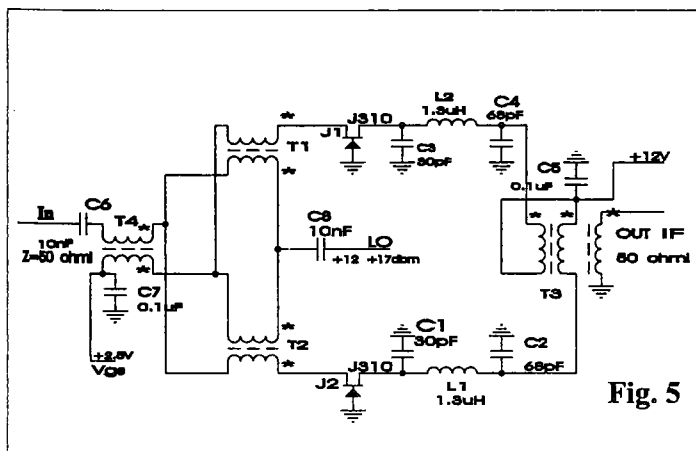 L2
1.3uH
C4
68pF
J310
J1
C3
30pF
T1
C5
0.1uF
+12V
C6
In
10nF
Z=50 ohmi
T4
C8
10nF
LO
+12 +17dbm
OUT IF
50 ohmi
T3
C7
0.1uF
+2.5V
Vgs
T2
C1
30pF
C2
68pF
J310
J2
L1
1.3uH
Fig. 5